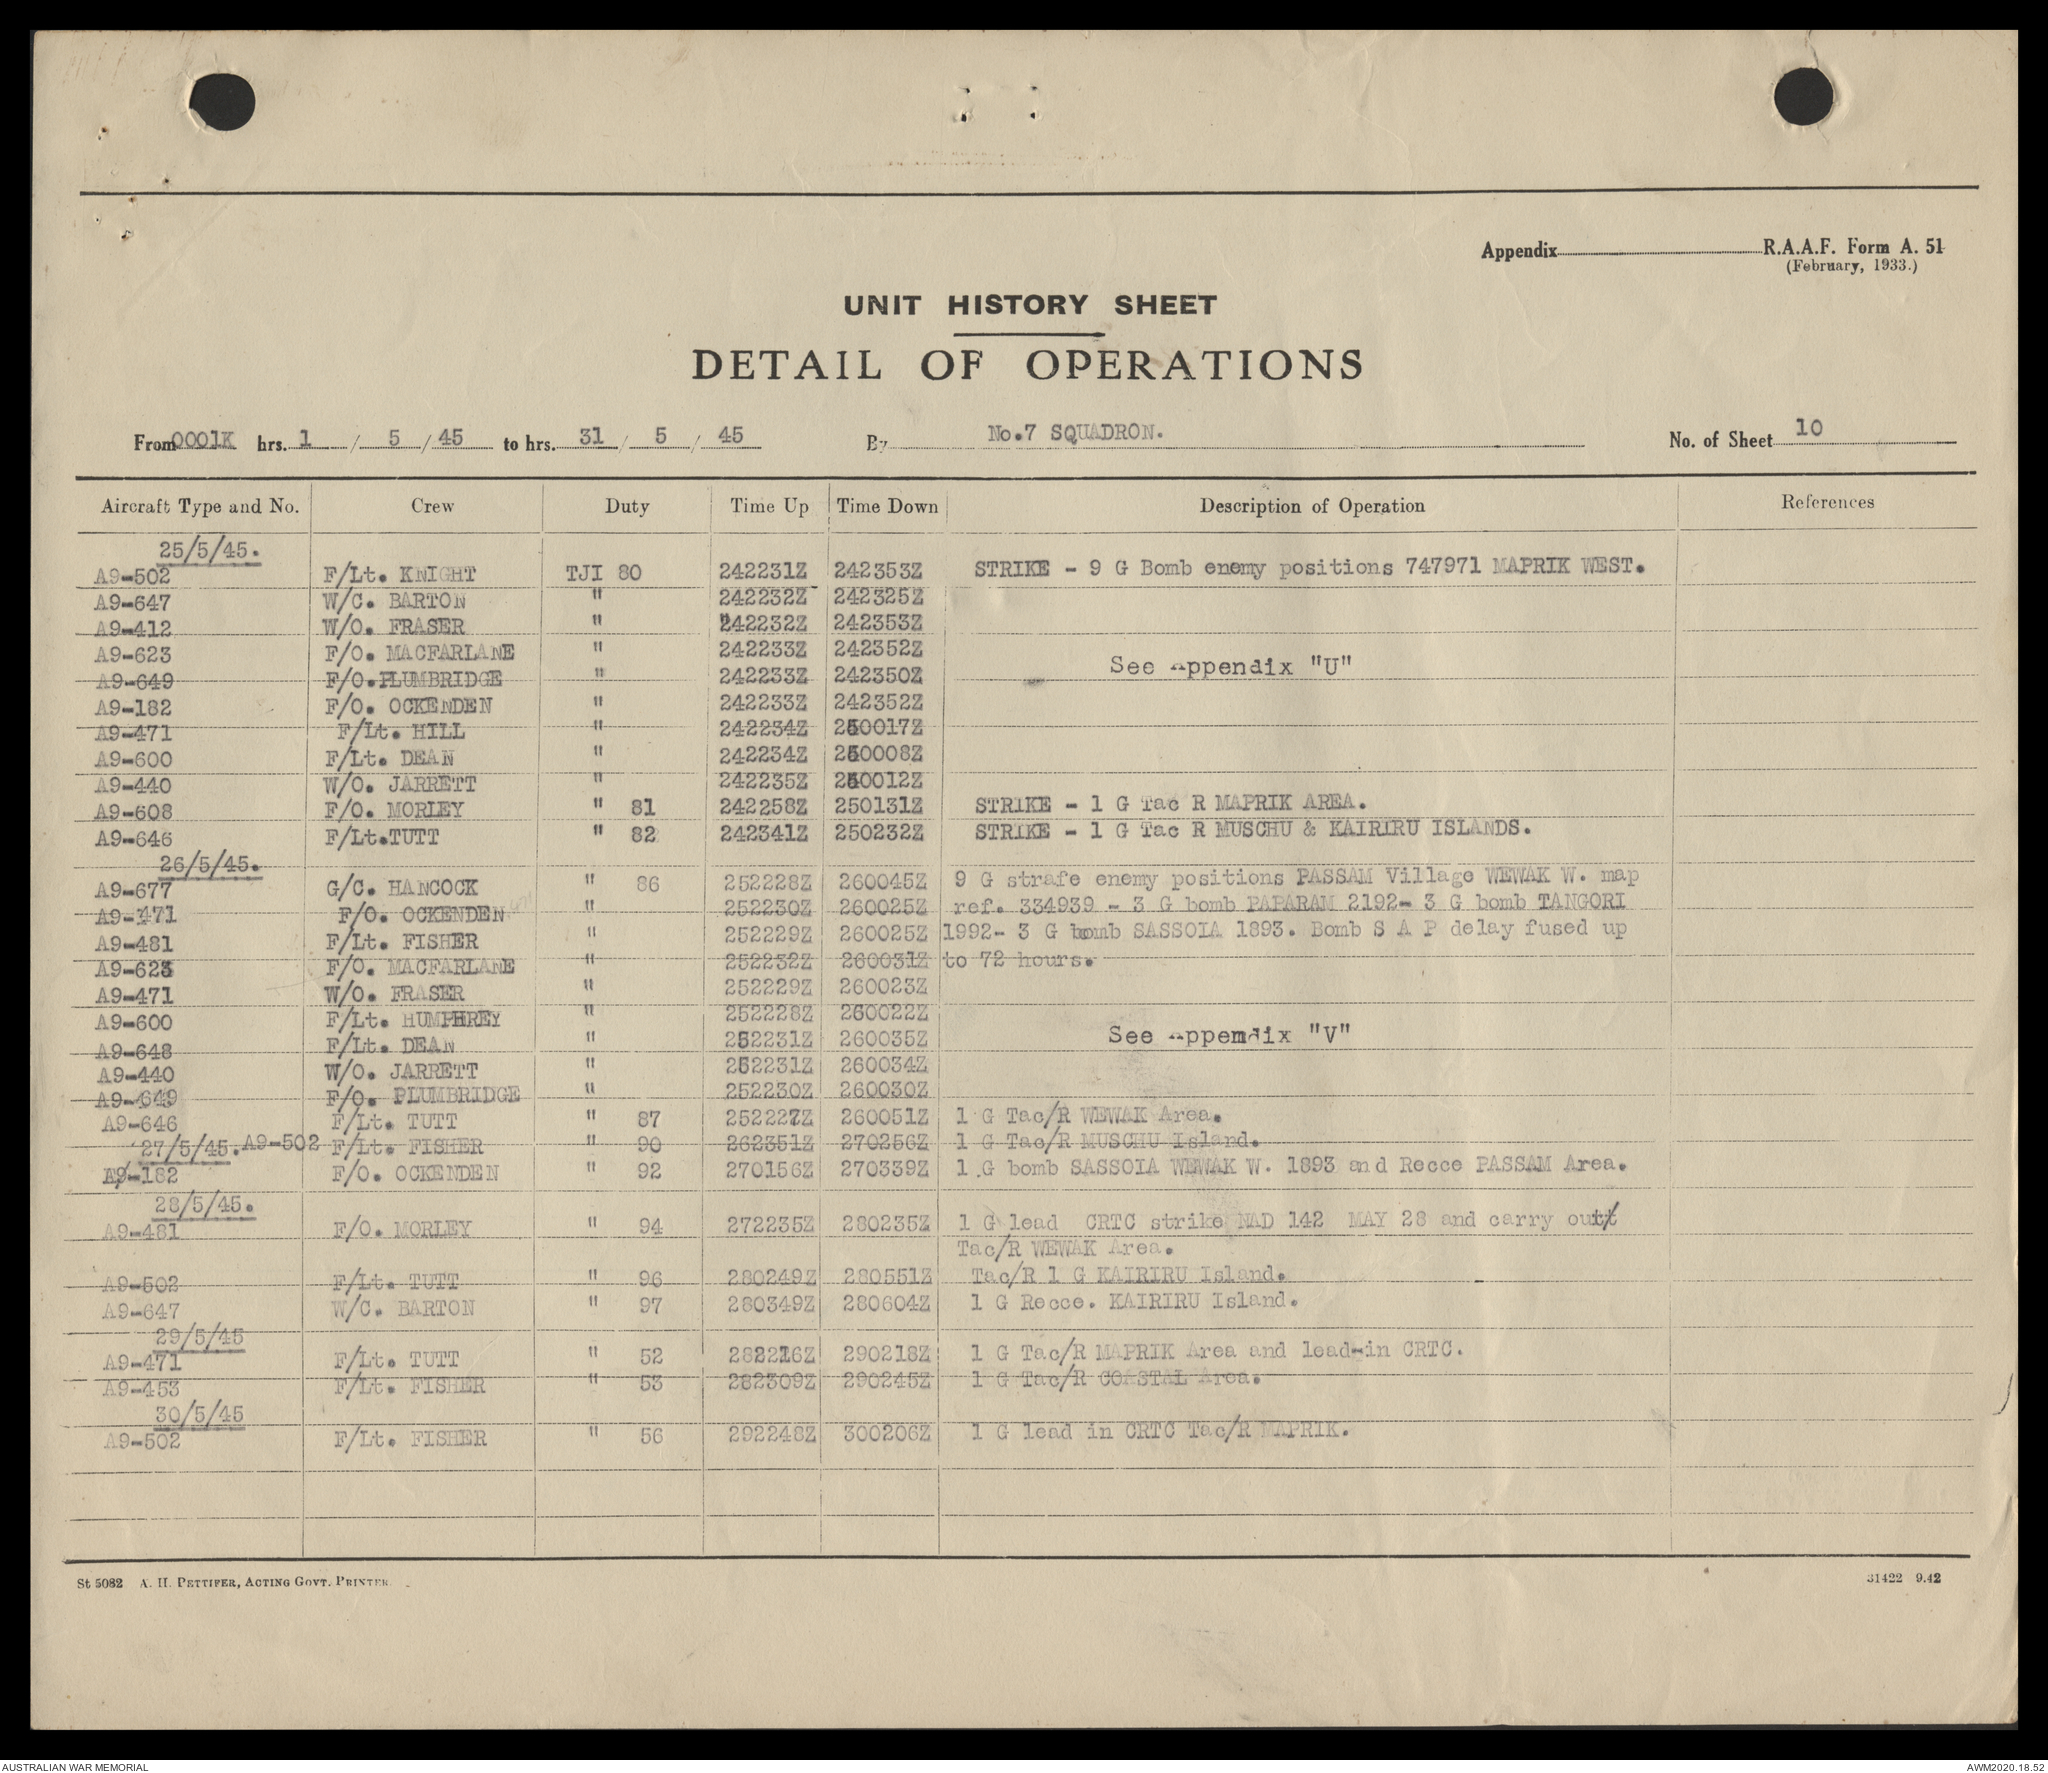 Appendix R.A.A.F. Form A. 51
(February, 1933.)
UNIT HISTORY SHEET
DETAIL OF OPERATIONS
From 0001K hrs. 1 / 5 / 45 to hrs. 31 / 5 / 45 By No.7 SQUADRON. No. of Sheet 10
Aircraft Type and No. Crew Duty Time Up Time Down Description of Operation References
25/5/45.
A9-502 F/Lt. KNIGHT TJI 80 242231Z 242353Z STRIKE - 9 G Bomb enemy positions 747971 MAPRIK WEST.
A9-647 W/C. BARTON " 242232Z 242325Z
A9-412 W/O. FRASER " 242232Z 242353Z
A9-623 F/O. MACFARLANE " 242233Z 242352Z See Appendix "U"
A9-649 F/O.PLUMBRIDGE " 242233Z 242350Z
A9-182 F/O. OCKENDEN " 242233Z 242352Z
A9-471 F/Lt. HILL " 242234Z 250017Z
A9-600 F/Lt. DEAN " 242234Z 250008Z
A9-440 W/O. JARRETT " 242235Z 250012Z
A9-608 F/O. MORLEY " 81 242258Z 250131Z STRIKE - 1 G Tac R MAPRIK AREA.
A9-646 F/Lt.TUTT " 82 242341Z 250232Z STRIKE - 1 G Tac R MUSCHU & KAIRIRU ISLANDS.
26/5/45.
A9-677 G/C. HANCOCK " 86 252228Z 260045Z 9 G strafe enemy positions PASSAM Village WEWAK W. map
A9-471 F/O. OCKENDEN " 252230Z 260025Z ref. 334939 - 3 G bomb PAPARAM 2192- 3 G bomb TANGORI
A9-481 F/Lt. FISHER " 252229Z 260025Z 1992- 3 G bomb SASSOIA 1893. Bomb S A P delay fused up
A9-623 F/O. MACFARLANE " 252232Z 260031Z to 72 hours.
A9-471 W/O. FRASER " 252229Z 260023Z
A9-600 F/Lt. HUMPHREY " 252228Z 260022Z
A9-648 F/Lt. DEAN " 252231Z 260035Z See Appemdix "V"
A9-440 W/O. JARRETT " 252231Z 260034Z
A9-649 F/O. PLUMBRIDGE " 252230Z 260030Z
A9-646 F/Lt. TUTT " 87 252227Z 260051Z 1 G Tac/R WEWAK Area.
27/5/45. A9-502 F/Lt. FISHER " 90 262351Z 270256Z 1 G Tac/R MUSCHU Island.
A9-182 F/O. OCKENDEN " 92 270156Z 270339Z 1 G bomb SASSOIA WEWAK W. 1893 and Recce PASSAM Area.
28/5/45.
A9-481 F/O. MORLEY " 94 272235Z 280235Z 1 G lead CRTC strike NAD 142 MAY 28 and carry outt
Tac/R WEWAK Area.
A9-502 F/Lt. TUTT " 96 280249Z 280551Z Tac/R 1 G KAIRIRU Island.
A9-647 W/C. BARTON " 97 280349Z 280604Z 1 G Recce. KAIRIRU Island.
29/5/45
A9-471 F/Lt. TUTT " 52 282216Z 290218Z 1 G Tac/R MAPRIK Area and lead-in CRTC.
A9-453 F/Lt. FISHER " 53 282309Z 290245Z 1 G Tac/R COASTAL Area.
30/5/45
A9-502 F/Lt. FISHER " 56 292248Z 300206Z 1 G lead in CRTC Tac/R MAPRIK.
St 5082 A. H. PETTIFER, ACTING GOVT. PRINTER. 31422 9.42
AUSTRALIAN WAR MEMORIAL AWM2020.18.52